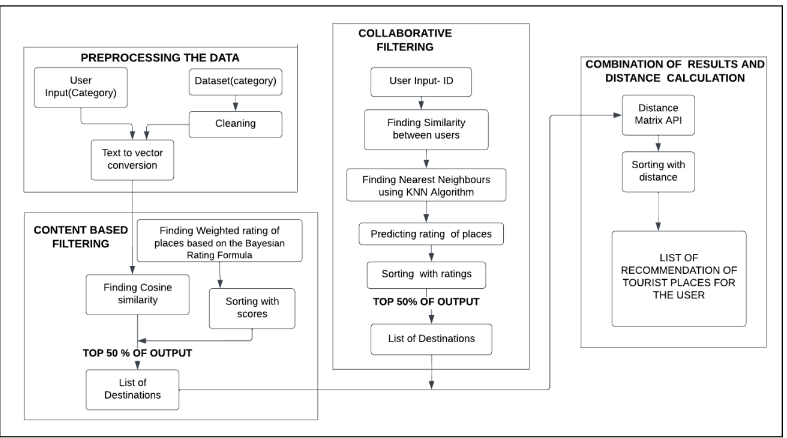 PREPROCESSING THE DATA
User
Input(Category)
Dataset(category)
Cleaning
Text to vector
conversion
CONTENT BASED
FILTERING
Finding Weighted rating of
places based on the Bayesian
Rating Formula
Finding Cosine
similarity
Sorting with
scores
TOP 50 % OF OUTPUT
List of
Destinations
COLLABORATIVE
FILTERING
User Input- ID
Finding Similarity
between users
Finding Nearest Neighbours
using KNN Algorithm
Predicting rating of places
Sorting with ratings
TOP 50% OF OUTPUT
List of Destinations
COMBINATION OF RESULTS AND
DISTANCE CALCULATION
Distance
Matrix API
Sorting with
distance
LIST OF
RECOMMENDATION OF
TOURIST PLACES FOR
THE USER